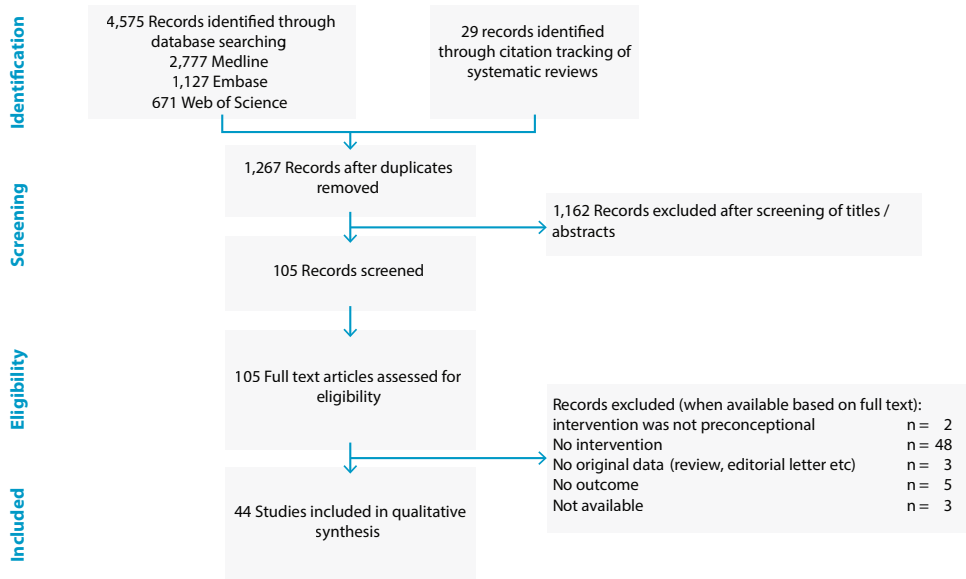 Identification
4,575 Records identified through
database searching
2,777 Medline
1,127 Embase
671 Web of Science
29 records identified
through citation tracking of
systematic reviews
Screening
1,267 Records after duplicates
removed
1,162 Records excluded after screening of titles /
abstracts
105 Records screened
Eligibility
105 Full text articles assessed for
eligibility
Records excluded (when available based on full text):
intervention was not preconceptional n = 2
No intervention n = 48
No original data (review, editorial letter etc) n = 3
No outcome n = 5
Not available n = 3
Included
44 Studies included in qualitative
synthesis